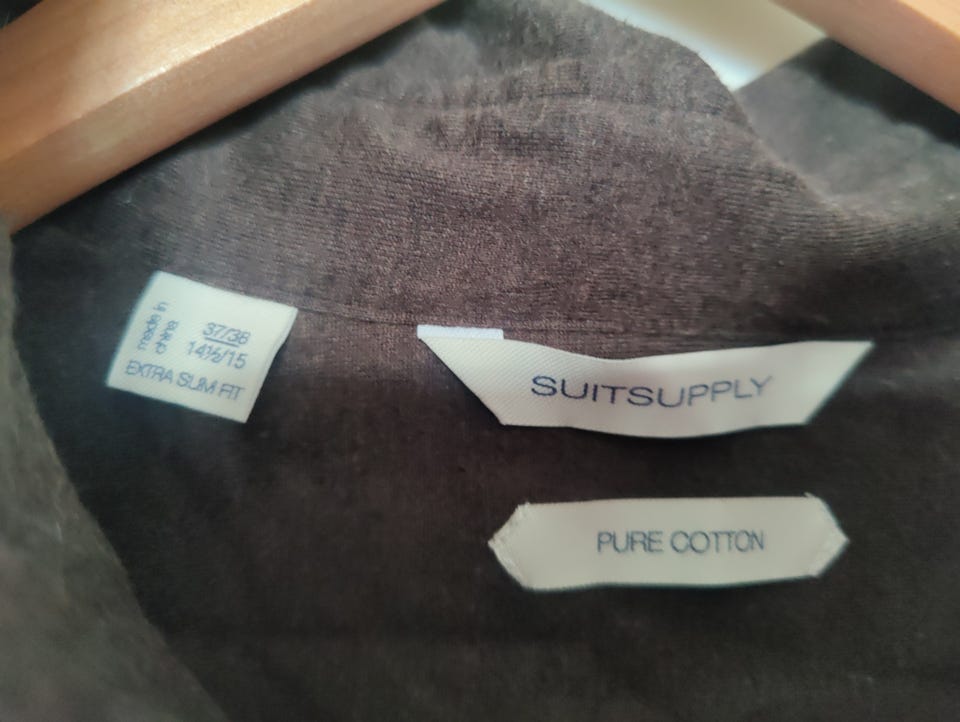 made in
china
37/38
14½/15
EXTRA SLIM FIT
SUITSUPPLY
PURE COTTON